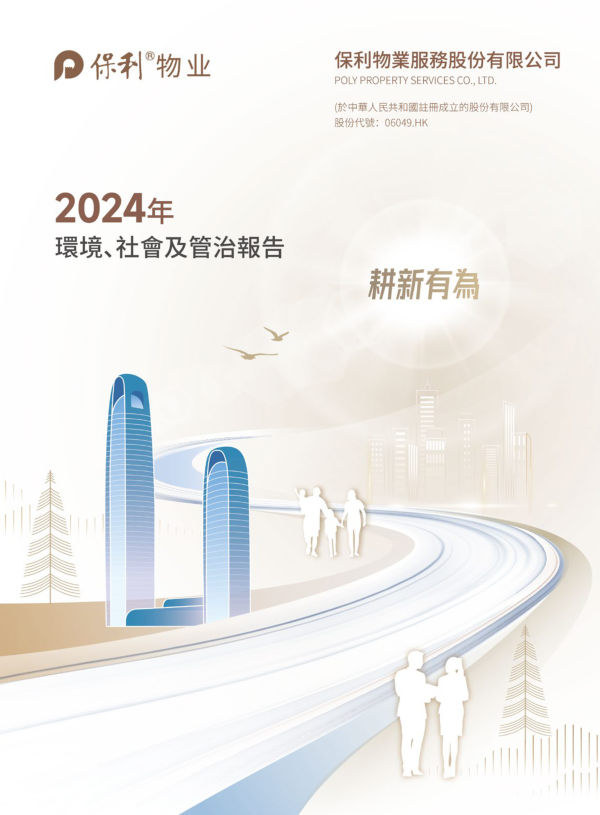 保利®物业
保利物業服務股份有限公司
POLY PROPERTY SERVICES CO., LTD.
(於中華人民共和國註冊成立的股份有限公司)
股份代號：06049.HK
2024年
環境、社會及管治報告
耕新有為